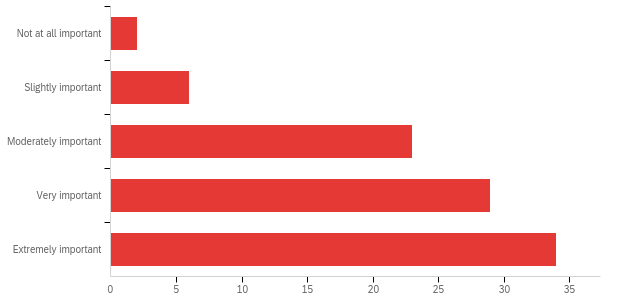 Not at all important
Slightly important
Moderately important
Very important
Extremely important
0 5 10 15 20 25 30 35